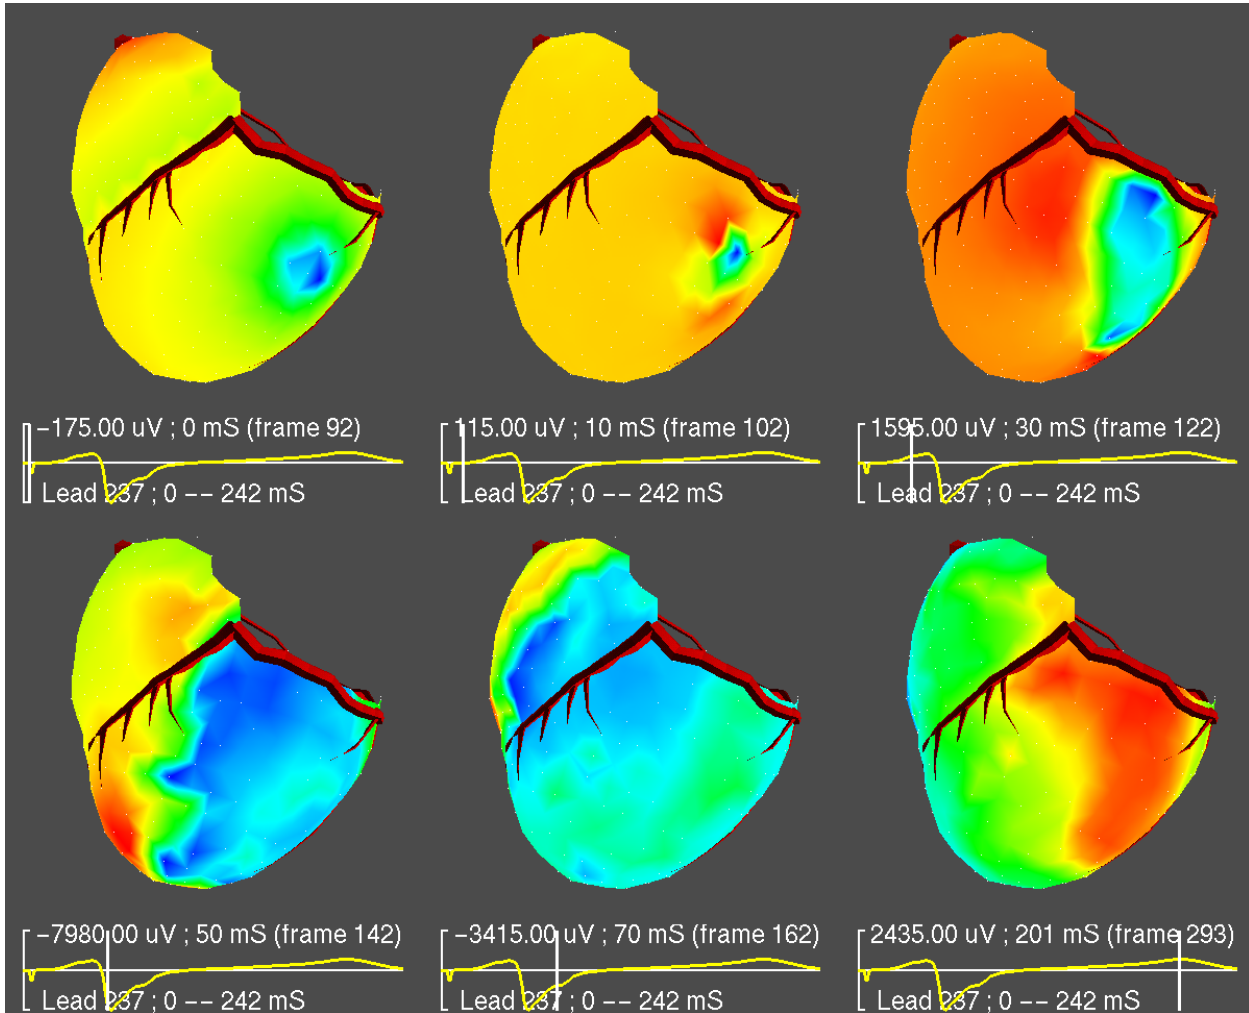 −175.00 uV ; 0 mS (frame 92)
Lead 237 ; 0 −− 242 mS
115.00 uV ; 10 mS (frame 102)
Lead 237 ; 0 −− 242 mS
1595.00 uV ; 30 mS (frame 122)
Lead 237 ; 0 −− 242 mS
−7980.00 uV ; 50 mS (frame 142)
Lead 237 ; 0 −− 242 mS
−3415.00 uV ; 70 mS (frame 162)
Lead 237 ; 0 −− 242 mS
2435.00 uV ; 201 mS (frame 293)
Lead 237 ; 0 −− 242 mS